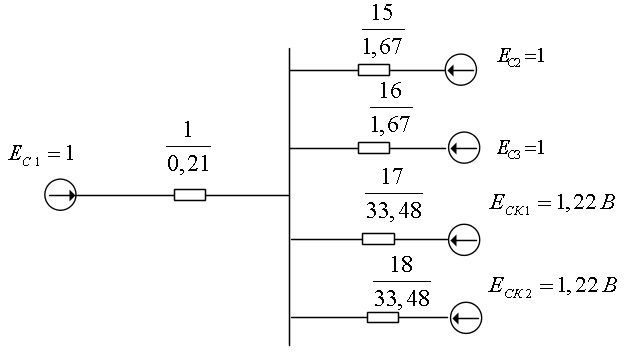 15
1,67
E_C2=1
16
1,67
E_C3=1
E_C1 = 1
1
0,21
17
33,48
E_CK1 = 1,22 В
18
33,48
E_CK2 = 1,22 В